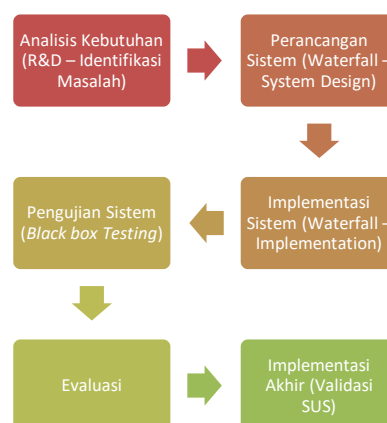 Analisis Kebutuhan
(R&D – Identifikasi
Masalah)
Perancangan
Sistem (Waterfall –
System Design)
Implementasi
Sistem (Waterfall –
Implementation)
Pengujian Sistem
(Black box Testing)
Evaluasi
Implementasi
Akhir (Validasi
SUS)